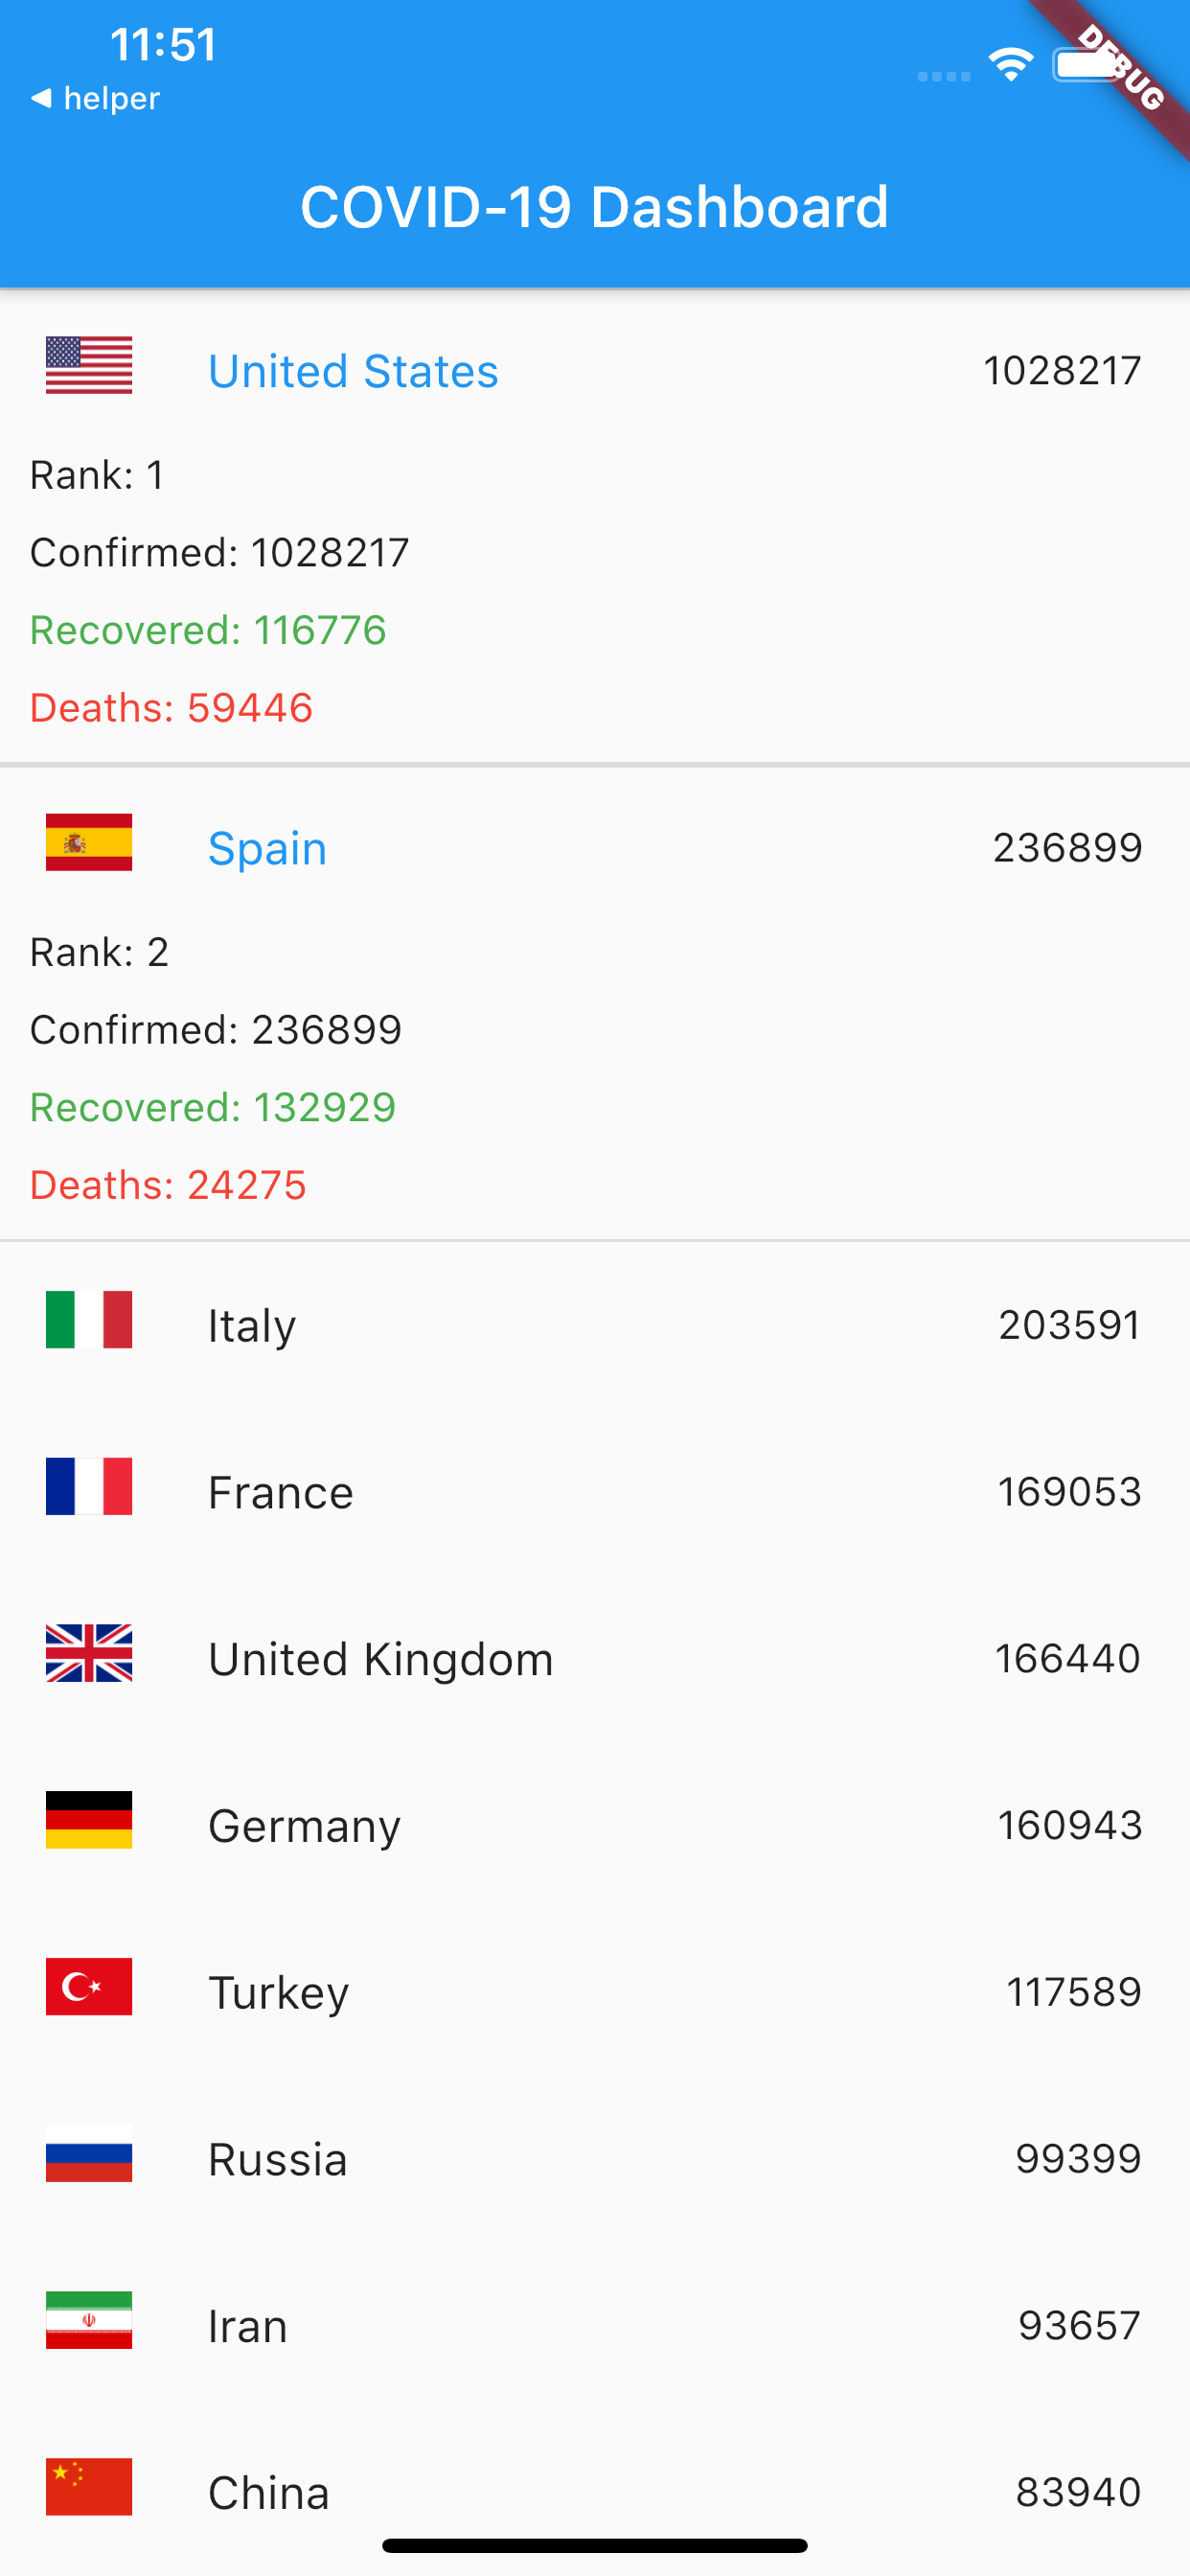 11:51
◀ helper
DEBUG
COVID-19 Dashboard
United States 1028217
Rank: 1
Confirmed: 1028217
Recovered: 116776
Deaths: 59446
Spain 236899
Rank: 2
Confirmed: 236899
Recovered: 132929
Deaths: 24275
Italy 203591
France 169053
United Kingdom 166440
Germany 160943
Turkey 117589
Russia 99399
Iran 93657
China 83940